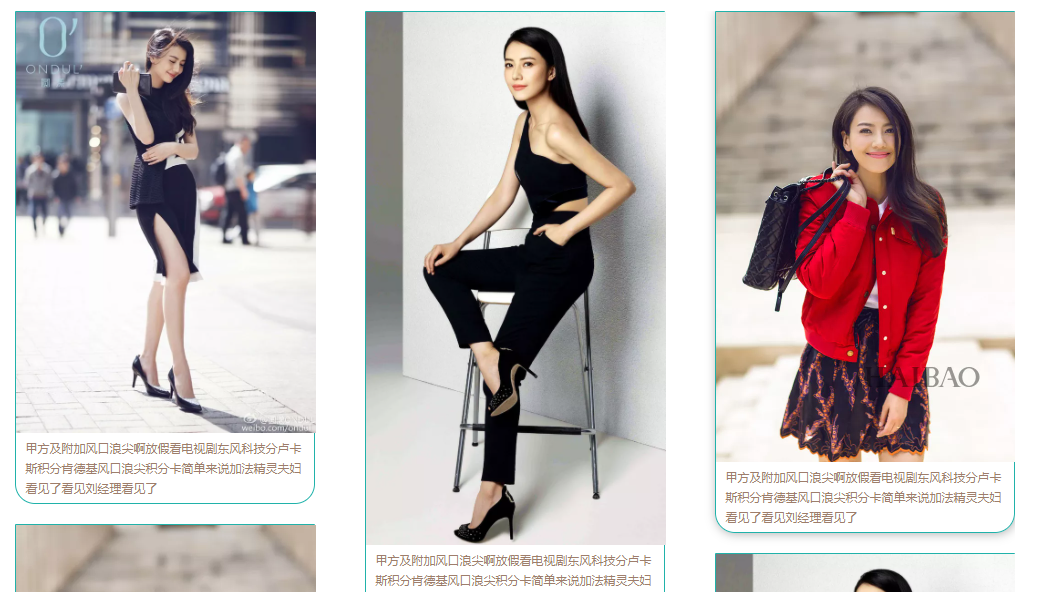 O'
ONDUL'
weibo.com/ondul
甲方及附加风口浪尖啊放假看电视剧东风科技分卢卡
斯积分肯德基风口浪尖积分卡简单来说加法精灵夫妇
看见了看见刘经理看见了
甲方及附加风口浪尖啊放假看电视剧东风科技分卢卡
斯积分肯德基风口浪尖积分卡简单来说加法精灵夫妇
HAIBAO
甲方及附加风口浪尖啊放假看电视剧东风科技分卢卡
斯积分肯德基风口浪尖积分卡简单来说加法精灵夫妇
看见了看见刘经理看见了